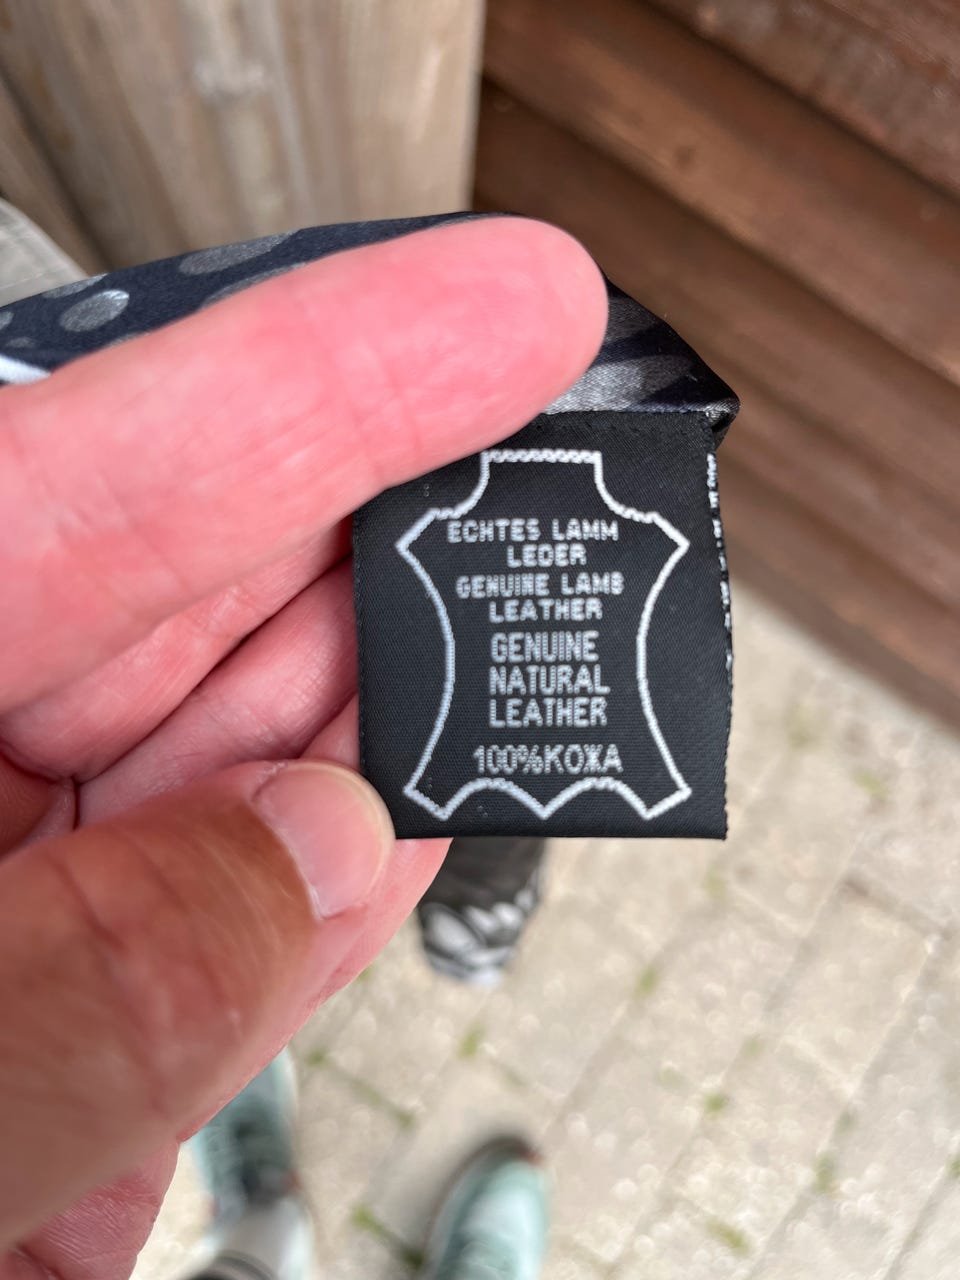 ECHTES LAMM
LEDER
GENUINE LAMB
LEATHER
GENUINE
NATURAL
LEATHER
100%КОЖА